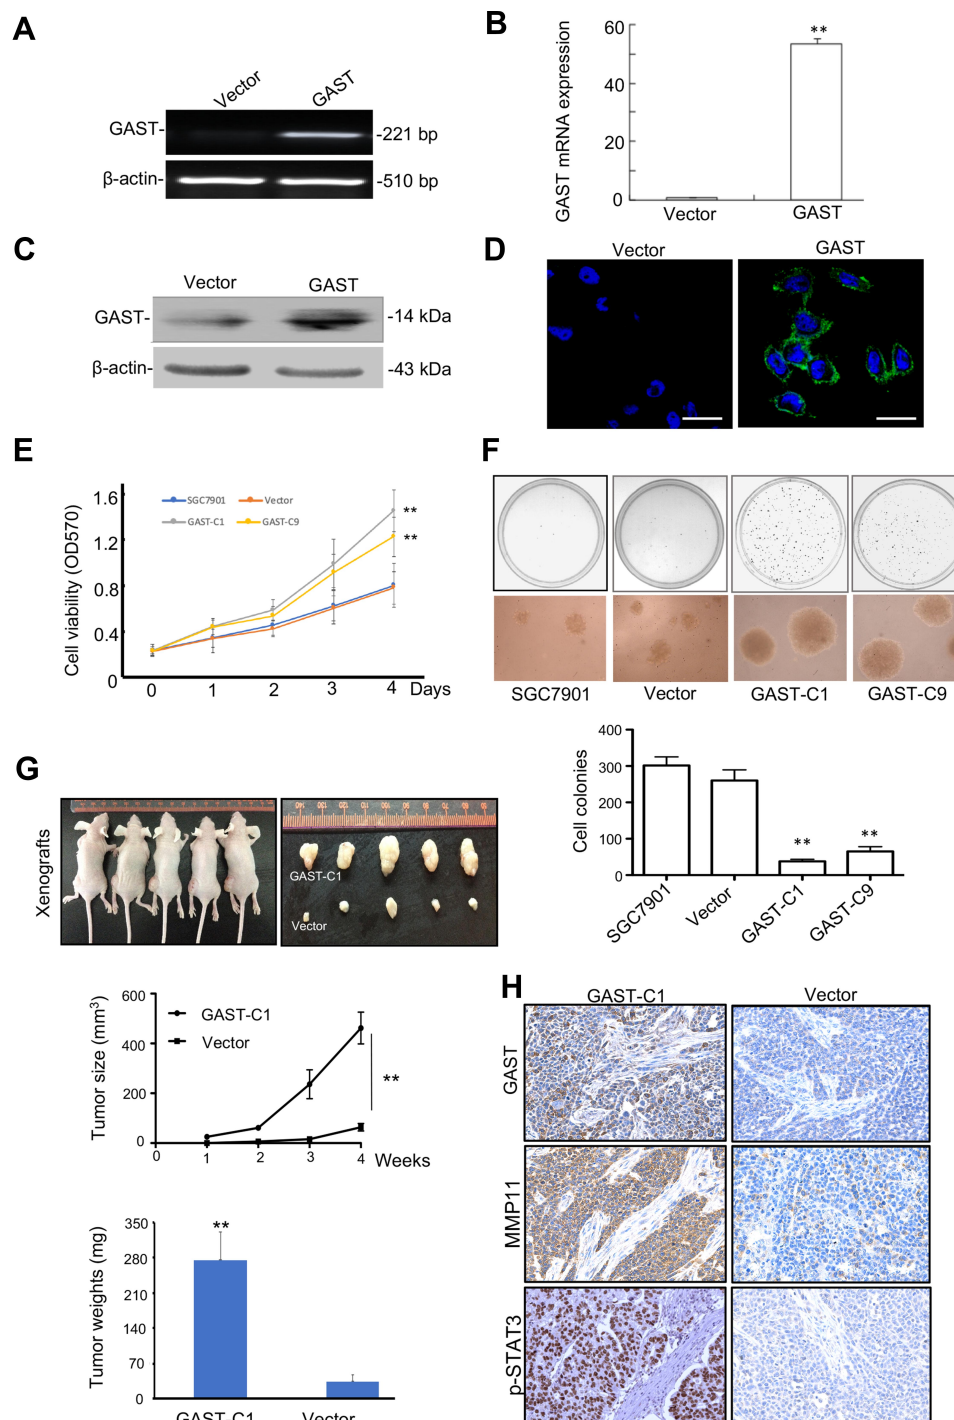 A
Vector
GAST
GAST-
-221 bp
β-actin-
-510 bp
B
GAST mRNA expression
60
40
20
0
**
Vector
GAST
C
Vector
GAST
GAST-
-14 kDa
β-actin-
-43 kDa
D
Vector
GAST
E
Cell viability (OD570)
1.6
1.2
0.8
0.4
0
SGC7901
Vector
GAST-C1
GAST-C9
**
**
0
1
2
3
4
Days
F
SGC7901
Vector
GAST-C1
GAST-C9
Cell colonies
400
300
200
100
0
**
**
SGC7901
Vector
GAST-C1
GAST-C9
G
Xenografts
GAST-C1
Vector
Tumor size (mm3)
600
400
200
0
GAST-C1
Vector
**
0
1
2
3
4
Weeks
Tumor weights (mg)
350
280
210
140
70
0
**
GAST-C1
Vector
H
GAST-C1
Vector
GAST
MMP11
p-STAT3